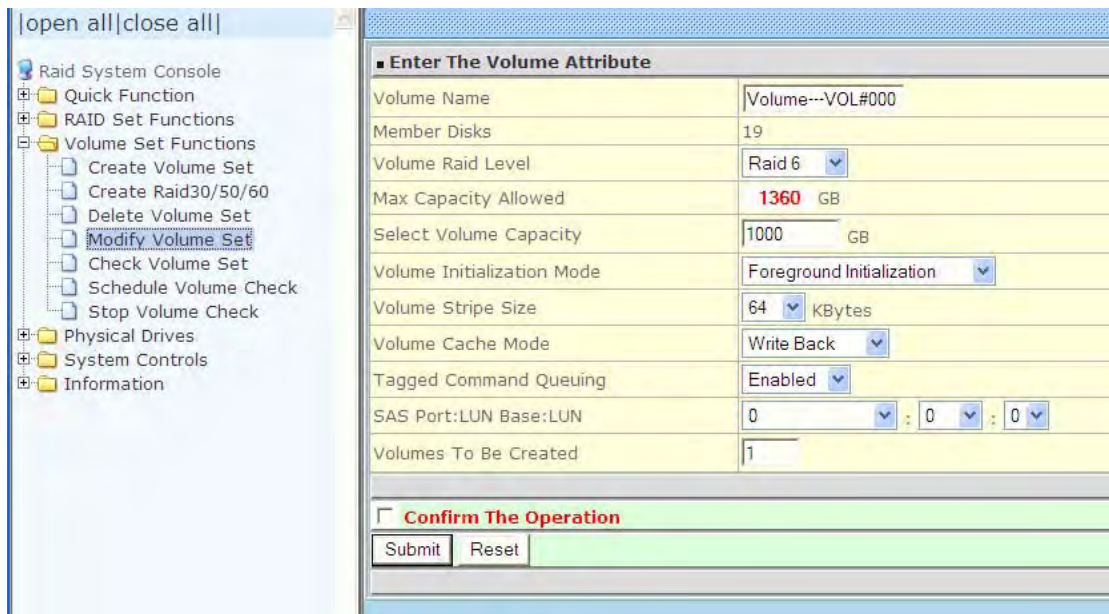 |open all|close all|
Raid System Console
Quick Function
RAID Set Functions
Volume Set Functions
Create Volume Set
Create Raid30/50/60
Delete Volume Set
Modify Volume Set
Check Volume Set
Schedule Volume Check
Stop Volume Check
Physical Drives
System Controls
Information
Enter The Volume Attribute
Volume Name Volume---VOL#000
Member Disks 19
Volume Raid Level Raid 6
Max Capacity Allowed 1360 GB
Select Volume Capacity 1000 GB
Volume Initialization Mode Foreground Initialization
Volume Stripe Size 64 KBytes
Volume Cache Mode Write Back
Tagged Command Queuing Enabled
SAS Port:LUN Base:LUN 0 : 0 : 0
Volumes To Be Created 1
Confirm The Operation
Submit Reset